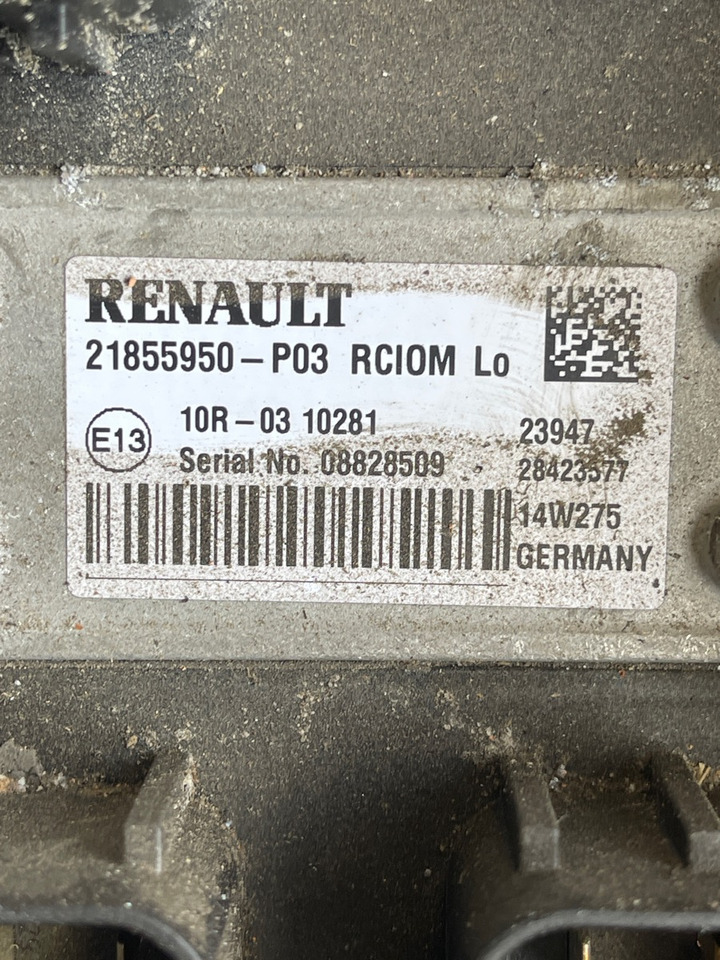 RENAULT
21855950-P03 RCIOM Lo
E13
10R-03 10281
23947
Serial No. 08828509
28423577
14W275
GERMANY